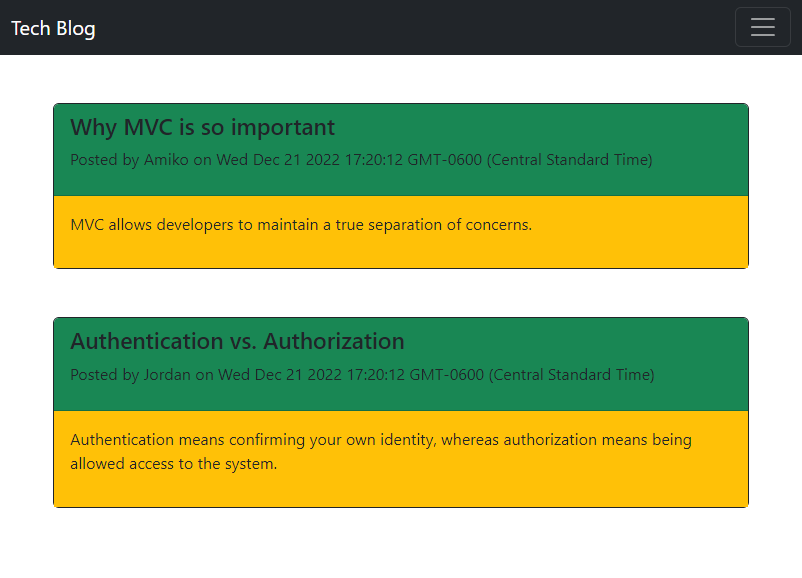 Tech Blog
Why MVC is so important
Posted by Amiko on Wed Dec 21 2022 17:20:12 GMT-0600 (Central Standard Time)
MVC allows developers to maintain a true separation of concerns.
Authentication vs. Authorization
Posted by Jordan on Wed Dec 21 2022 17:20:12 GMT-0600 (Central Standard Time)
Authentication means confirming your own identity, whereas authorization means being
allowed access to the system.